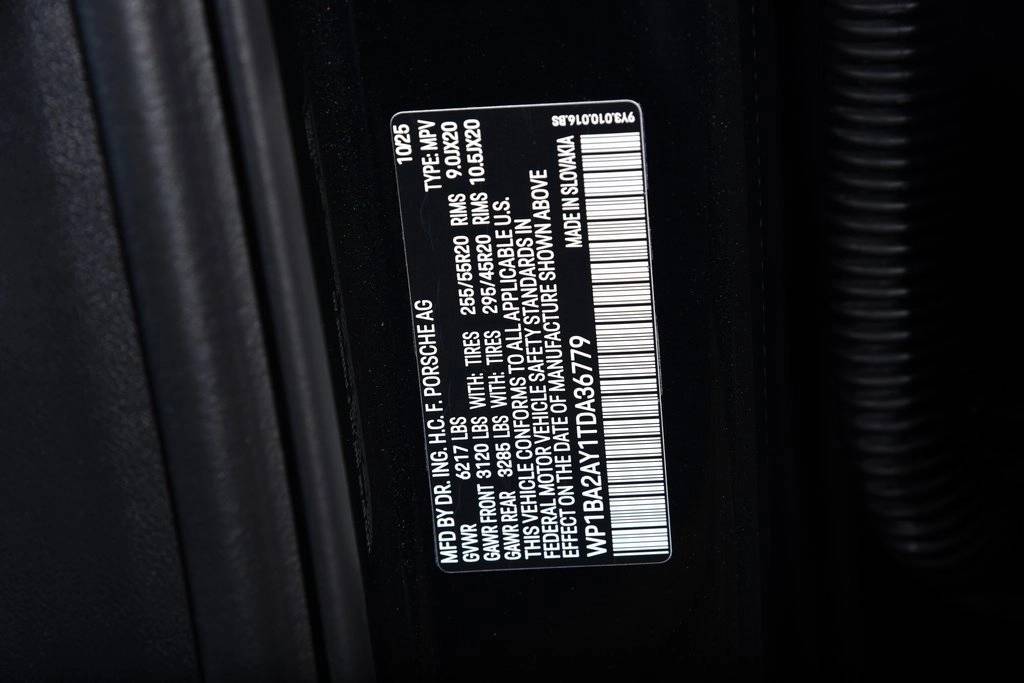 10/25
MFD BY DR. ING. H.C. F. PORSCHE AG TYPE: MPV
GVWR 6217 LBS
GAWR FRONT 3120 LBS WITH: TIRES 255/55R20 RIMS 9.0JX20
GAWR REAR 3285 LBS WITH: TIRES 295/45R20 RIMS 10.5JX20
THIS VEHICLE CONFORMS TO ALL APPLICABLE U.S.
FEDERAL MOTOR VEHICLE SAFETY STANDARDS IN
EFFECT ON THE DATE OF MANUFACTURE SHOWN ABOVE
MADE IN SLOVAKIA
WP1BA2AY1TDA36779
9Y3.010.016.BS